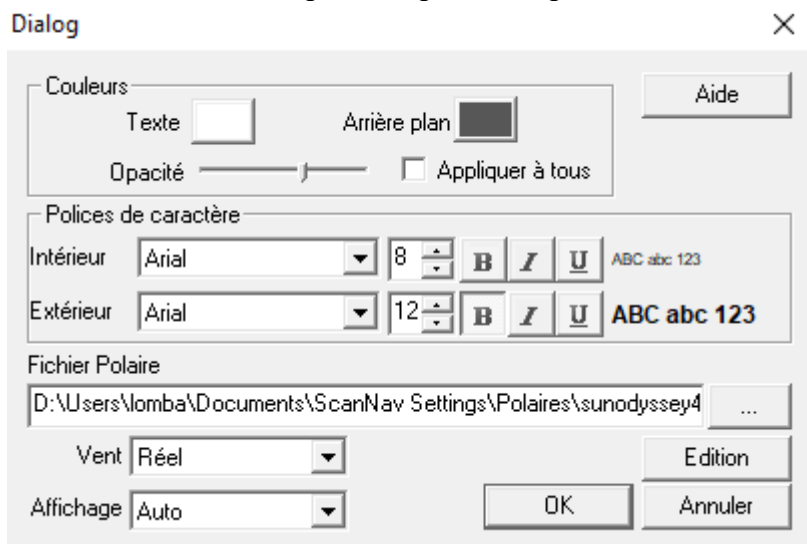 Dialog
Couleurs
Texte Arrière plan Aide
Opacité Appliquer à tous
Polices de caractère
Intérieur Arial 8 B I U ABC abc 123
Extérieur Arial 12 B I U ABC abc 123
Fichier Polaire
D:\Users\lomba\Documents\ScanNav Settings\Polaires\sunodyssey4 ...
Vent Réel Edition
Affichage Auto OK Annuler